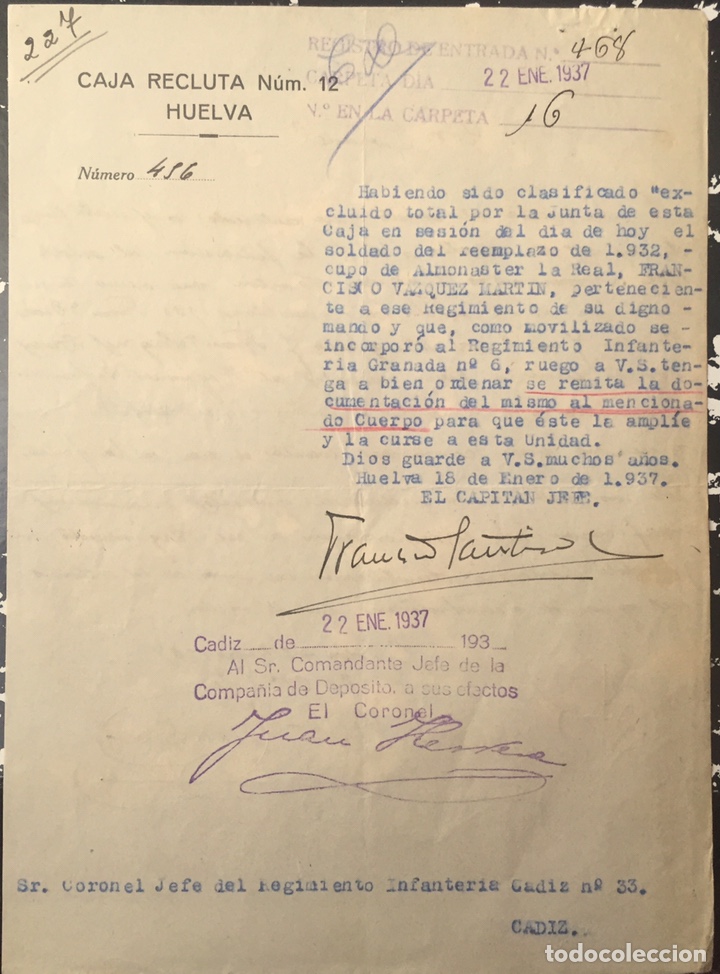 227
REGISTRO DE ENTRADA N.º 468
CARPETA DIA 22 ENE. 1937
N.º EN LA CARPETA 16
CAJA RECLUTA Núm. 12
HUELVA
Número 456
Habiendo sido clasificado "ex-
cluido total por la Junta de esta
Caja en sesión del dia de hoy el
soldado del reemplazo de 1.932, -
cupo de Almonaster la Real, FRAN-
CISCO VAZQUEZ MARTIN, pertenecien-
te a ese Regimiento de su digno -
mando y que, como movilizado se -
incorporó al Regimiento Infante-
ria Granada nº 6, ruego a V.S.ten-
ga a bien ordenar se remita la do-
cumentación del mismo al menciona-
do Cuerpo para que éste la amplíe
y la curse a esta Unidad.
Dios guarde a V.S.muchos años.
Huelva 18 de Enero de 1.937.
EL CAPITAN JEFE.
Francisco
22 ENE. 1937
Cadiz de 193
Al Sr. Comandante Jefe de la
Compañia de Deposito, a sus efectos
El Coronel
Juan Herrera
Sr. Coronel Jefe del Regimiento Infanteria Cadiz nº 33.
CADIZ.
todocoleccion